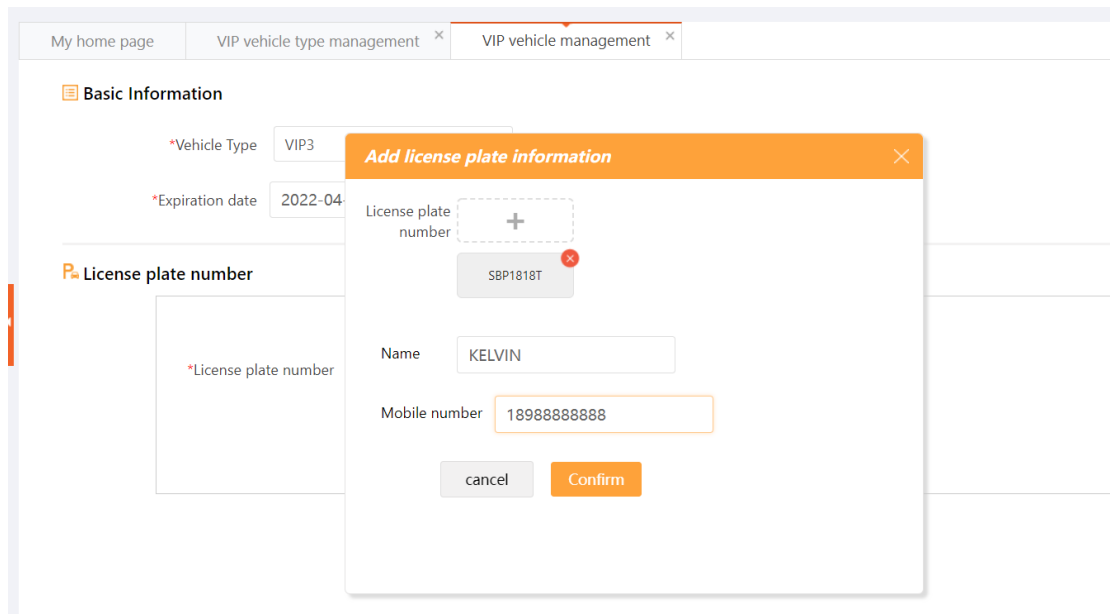 My home page
VIP vehicle type management
VIP vehicle management
Basic Information
*Vehicle Type
VIP3
*Expiration date
2022-04-
License plate number
*License plate number
Add license plate information
License plate
number
SBP1818T
Name
KELVIN
Mobile number
18988888888
cancel
Confirm